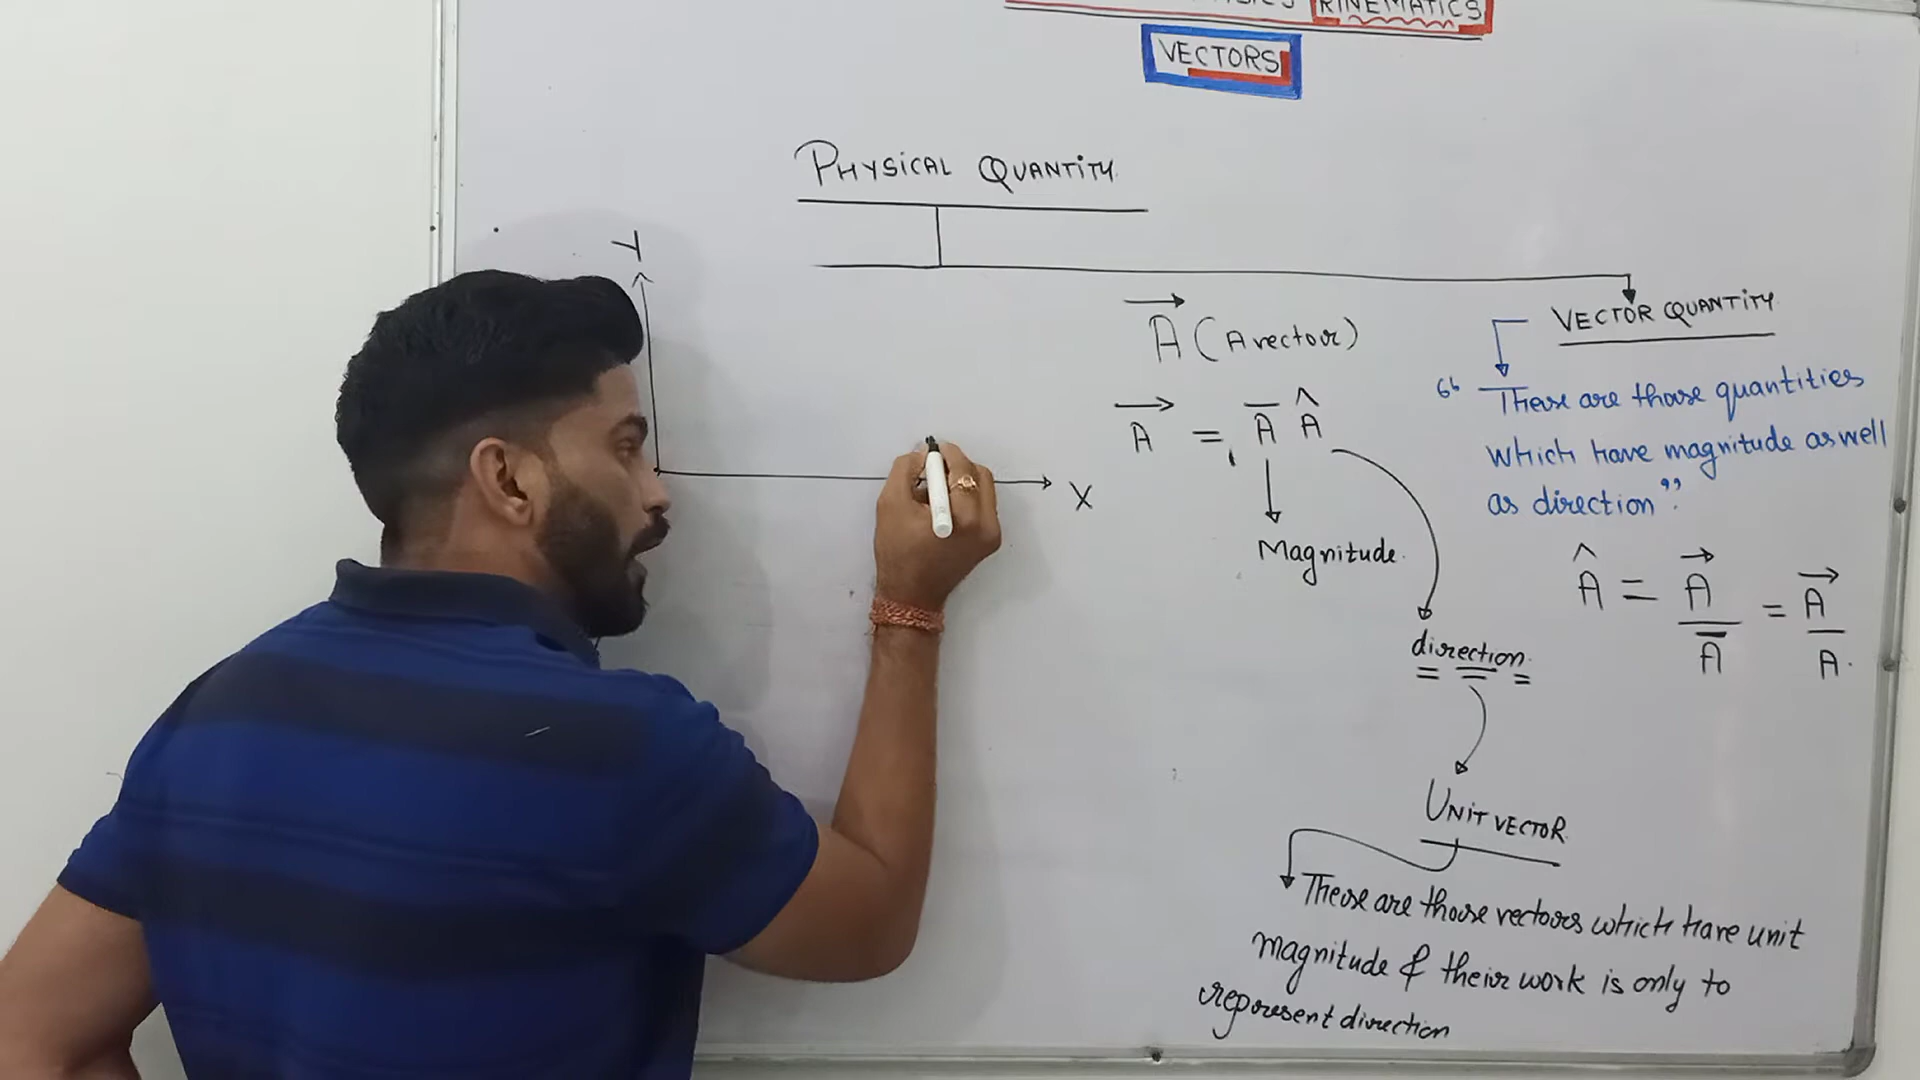 KINEMATICS
VECTORS
PHYSICAL QUANTITY
Y
X
A⃗ (A vector)
A⃗ = A̅ Â
Magnitude
direction
UNIT VECTOR
These are those vectors which have unit
magnitude & their work is only to
represent direction
VECTOR QUANTITY
“ These are those quantities
which have magnitude as well
as direction”.
Â = A⃗ / A̅ = A⃗ / A.